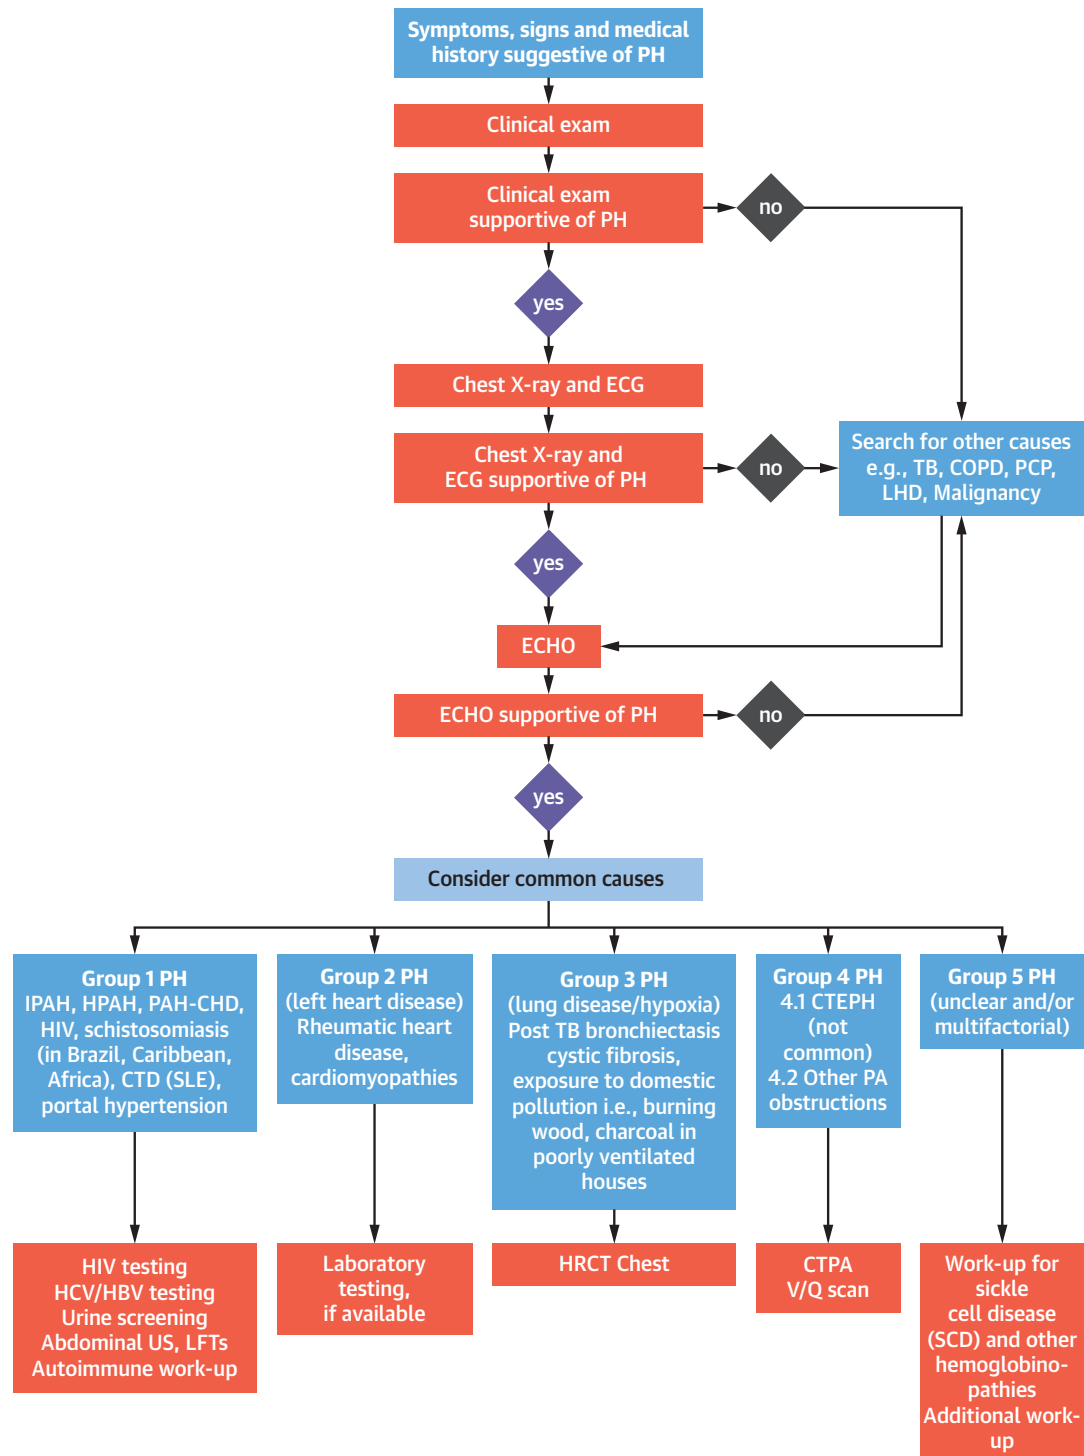 Symptoms, signs and medical
history suggestive of PH
Clinical exam
Clinical exam
supportive of PH
no
yes
Chest X-ray and ECG
Chest X-ray and
ECG supportive of PH
no
Search for other causes
e.g., TB, COPD, PCP,
LHD, Malignancy
yes
ECHO
ECHO supportive of PH
no
yes
Consider common causes
Group 1 PH
IPAH, HPAH, PAH-CHD,
HIV, schistosomiasis
(in Brazil, Caribbean,
Africa), CTD (SLE),
portal hypertension
Group 2 PH
(left heart disease)
Rheumatic heart
disease,
cardiomyopathies
Group 3 PH
(lung disease/hypoxia)
Post TB bronchiectasis
cystic fibrosis,
exposure to domestic
pollution i.e., burning
wood, charcoal in
poorly ventilated
houses
Group 4 PH
4.1 CTEPH
(not
common)
4.2 Other PA
obstructions
Group 5 PH
(unclear and/or
multifactorial)
HIV testing
HCV/HBV testing
Urine screening
Abdominal US, LFTs
Autoimmune work-up
Laboratory
testing,
if available
HRCT Chest
CTPA
V/Q scan
Work-up for
sickle
cell disease
(SCD) and other
hemoglobino-
pathies
Additional work-
up